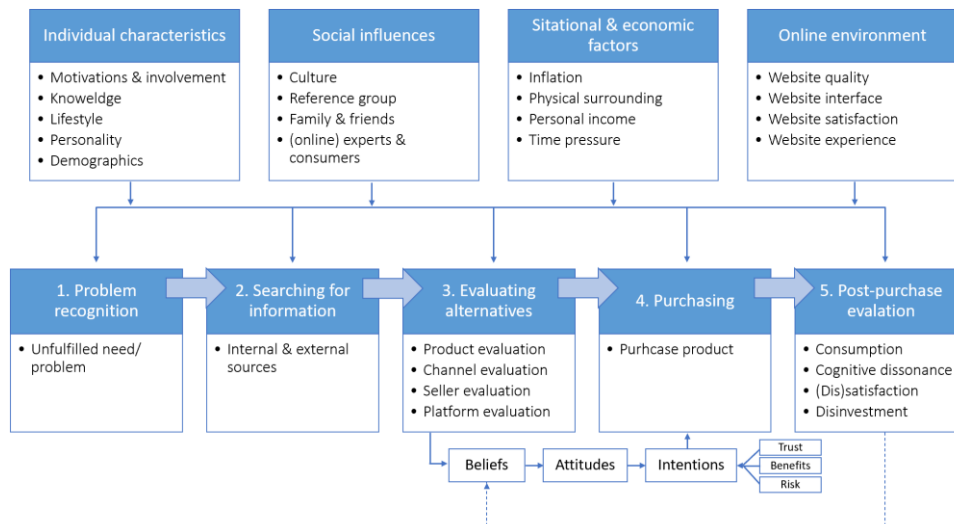 Individual characteristics
• Motivations & involvement
• Knoweldge
• Lifestyle
• Personality
• Demographics
Social influences
• Culture
• Reference group
• Family & friends
• (online) experts &
consumers
Sitational & economic
factors
• Inflation
• Physical surrounding
• Personal income
• Time pressure
Online environment
• Website quality
• Website interface
• Website satisfaction
• Website experience
1. Problem
recognition
• Unfulfilled need/
problem
2. Searching for
information
• Internal & external
sources
3. Evaluating
alternatives
• Product evaluation
• Channel evaluation
• Seller evaluation
• Platform evaluation
4. Purchasing
• Purhcase product
5. Post-purchase
evalation
• Consumption
• Cognitive dissonance
• (Dis)satisfaction
• Disinvestment
Beliefs
Attitudes
Intentions
Trust
Benefits
Risk